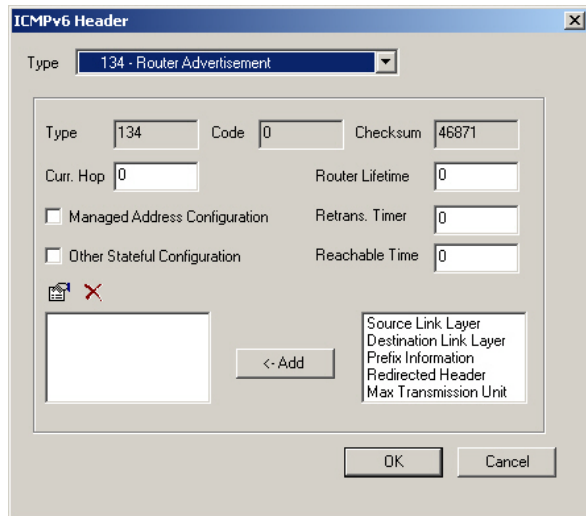 ICMPv6 Header
Type 134 - Router Advertisement
Type 134 Code 0 Checksum 46871
Curr. Hop 0 Router Lifetime 0
Managed Address Configuration Retrans. Timer 0
Other Stateful Configuration Reachable Time 0
Source Link Layer
Destination Link Layer
Prefix Information
<- Add Redirected Header
Max Transmission Unit
OK Cancel